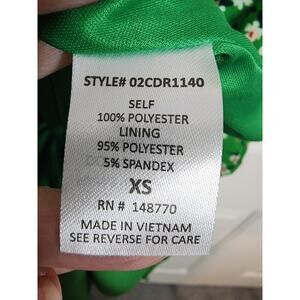 STYLE# 02CDR1140
SELF
100% POLYESTER
LINING
95% POLYESTER
5% SPANDEX
XS
RN # 148770
MADE IN VIETNAM
SEE REVERSE FOR CARE